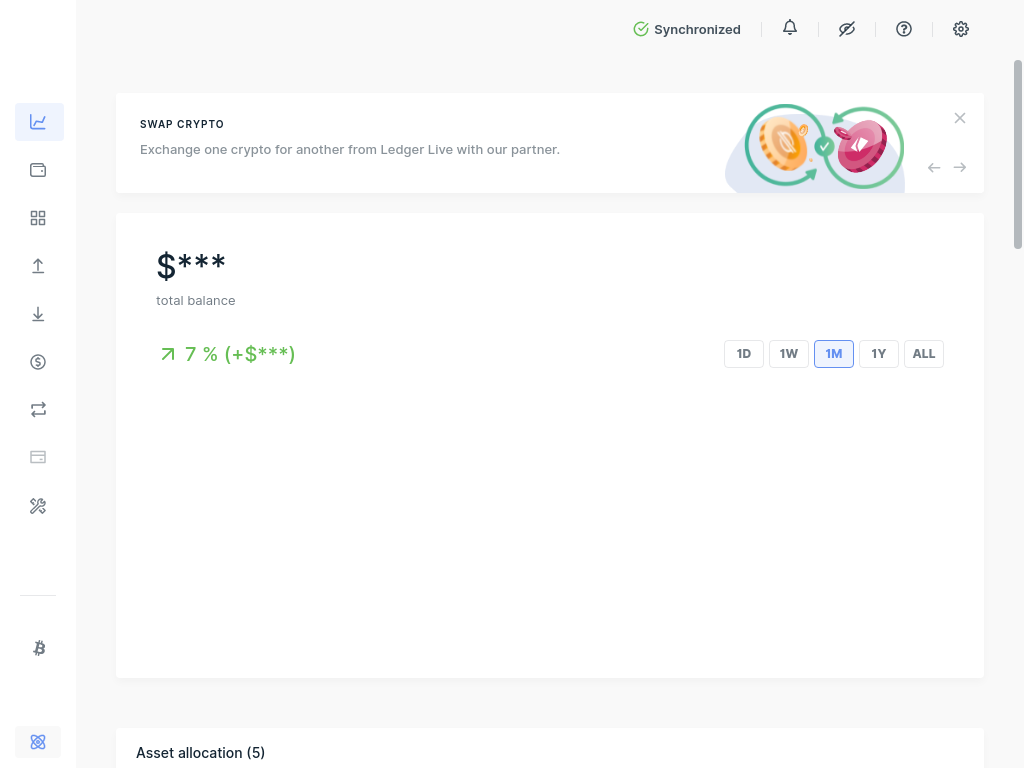 Synchronized
SWAP CRYPTO
Exchange one crypto for another from Ledger Live with our partner.
$***
total balance
7 % (+$***)
1D 1W 1M 1Y ALL
Asset allocation (5)